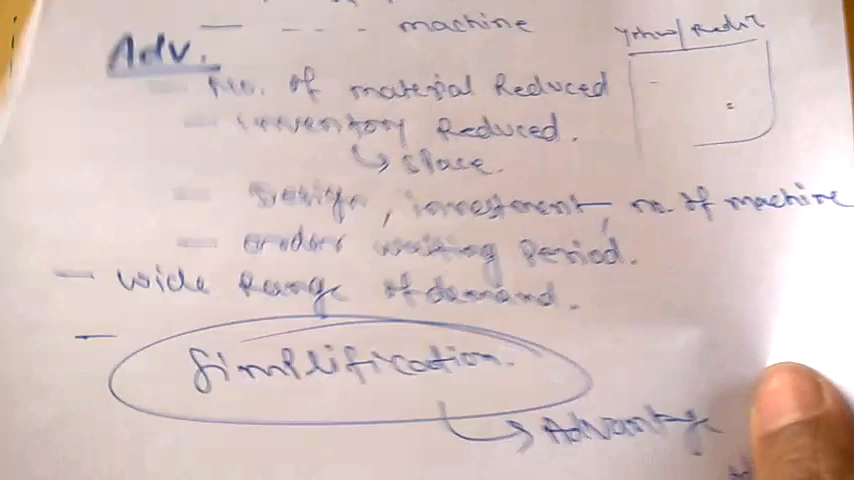 — - - - - machine
Adv.
— No. of material Reduced
— Inventory Reduced.
↳ Space.
— Design, investment, no. of machine
— order waiting Period.
— wide Range of demand.
—
Simplification.
↳ Advantage